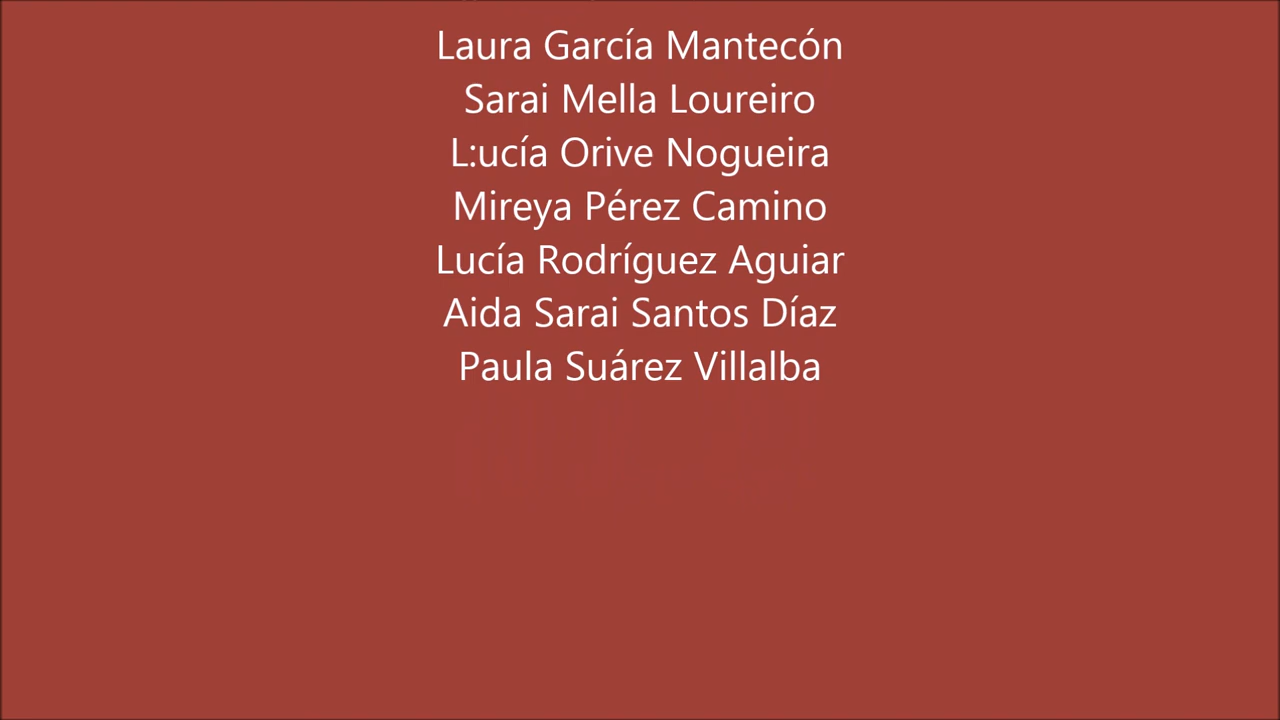 Laura García Mantecón
Sarai Mella Loureiro
L:ucía Orive Nogueira
Mireya Pérez Camino
Lucía Rodríguez Aguiar
Aida Sarai Santos Díaz
Paula Suárez Villalba